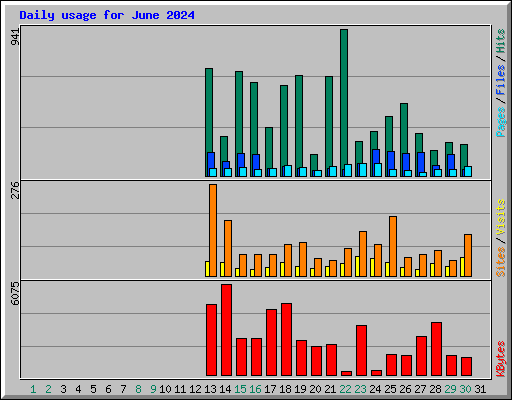 Daily usage for June 2024
941
276
6075
Pages / Files / Hits
Sites / Visits
KBytes
1 2 3 4 5 6 7 8 9 10 11 12 13 14 15 16 17 18 19 20 21 22 23 24 25 26 27 28 29 30 31